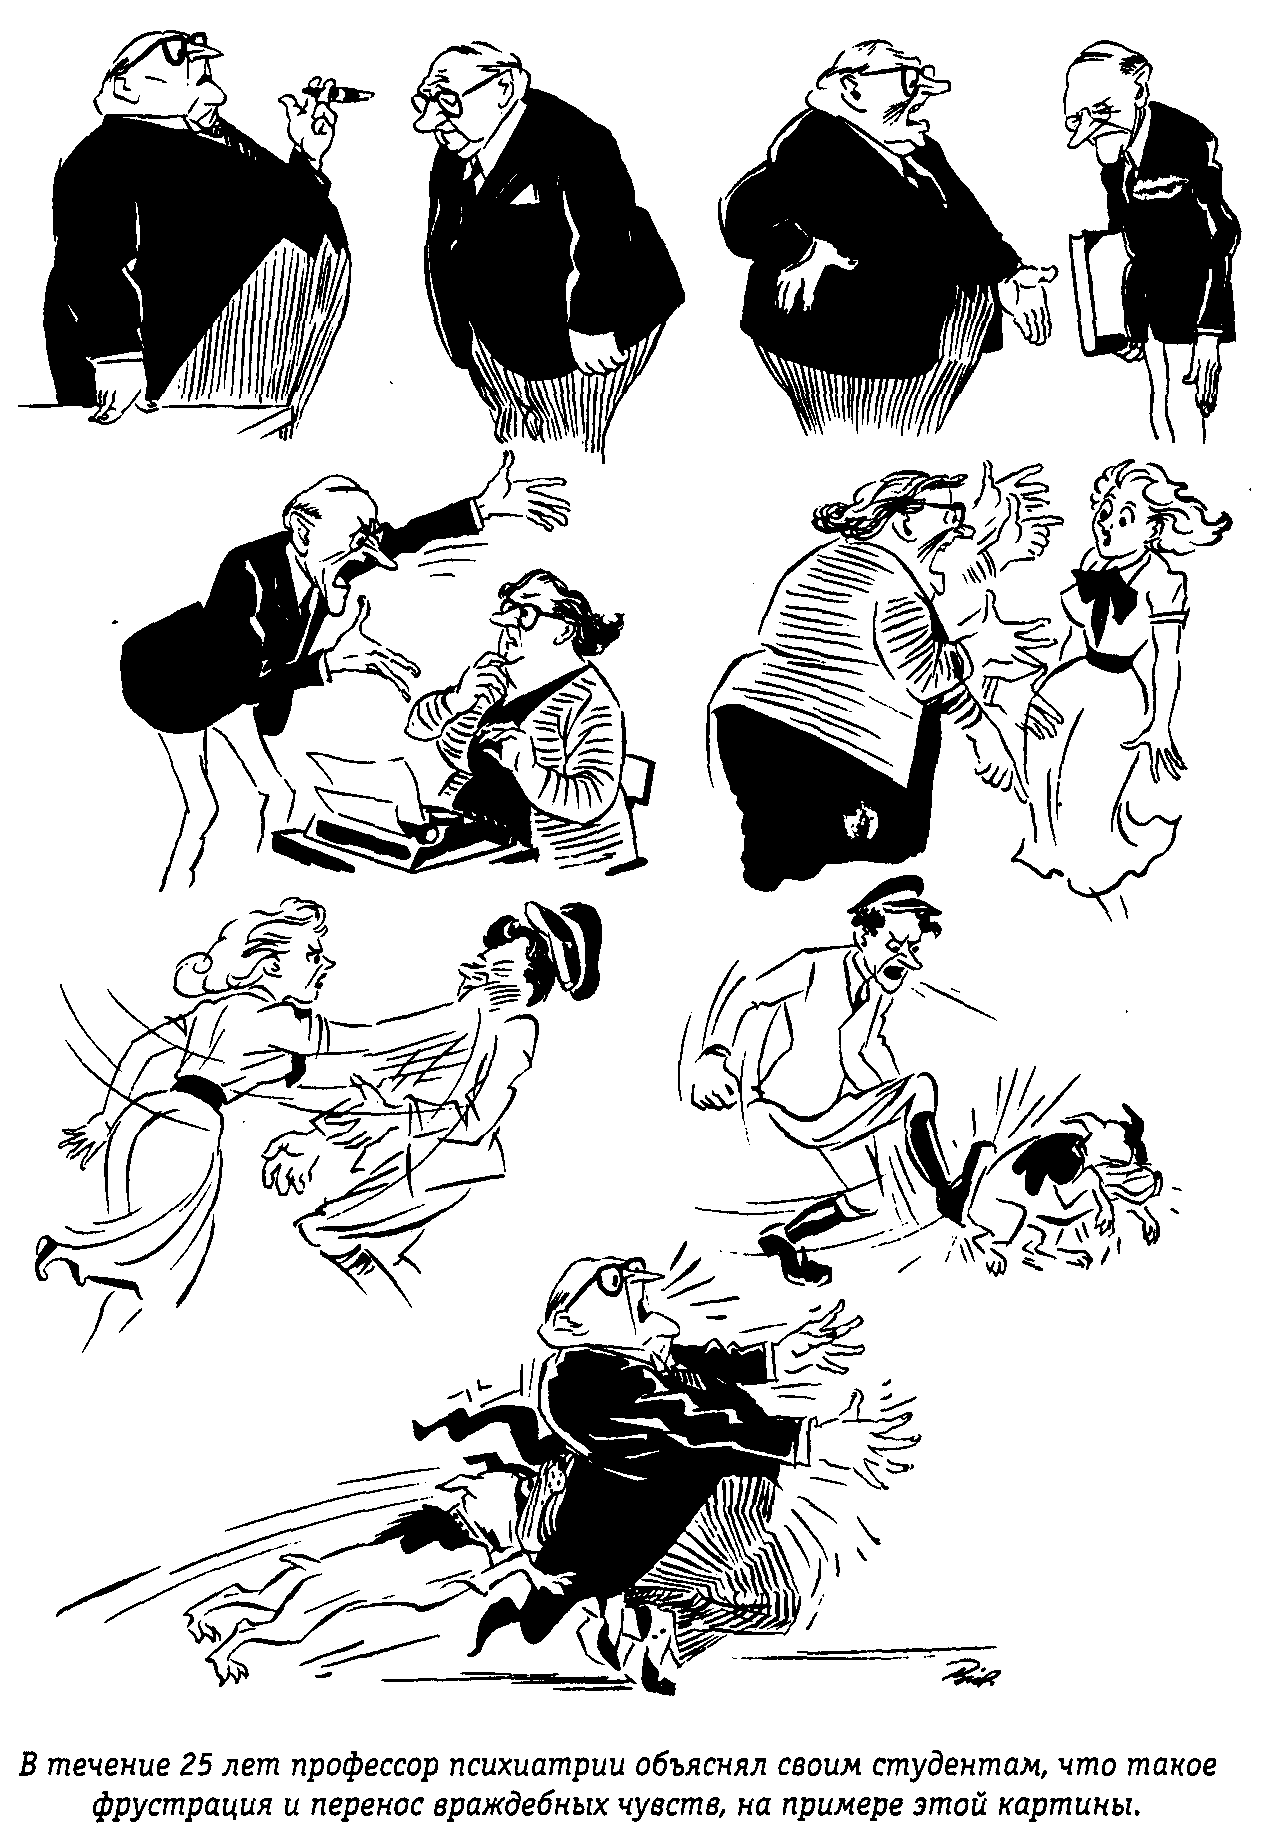 В течение 25 лет профессор психиатрии объяснял своим студентам, что такое
фрустрация и перенос враждебных чувств, на примере этой картины.